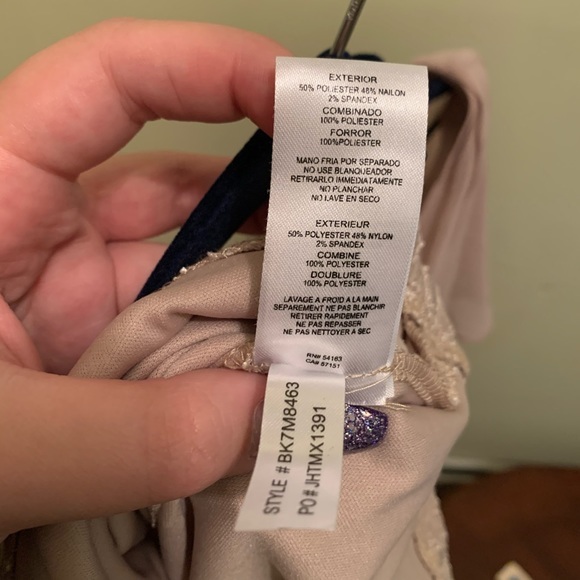 EXTERIOR
50% POLIESTER 48% NAILON
2% SPANDEX
COMBINADO
100% POLIESTER
FORROR
100%POLIESTER
MANO FRIA POR SEPARADO
NO USE BLANQUEADOR
RETIRARLO IMMEDIATAMENTE
NO PLANCHAR
NO LAVE EN SECO
EXTERIEUR
50% POLYESTER 48% NYLON
2% SPANDEX
COMBINE
100% POLYESTER
DOUBLURE
100% POLYESTER
LAVAGE A FROID A LA MAIN
SEPAREMENT NE PAS BLANCHIR
RETIRER RAPIDEMENT
NE PAS REPASSER
NE PAS NETTOYER A SEC
RN# 54163
CA# 57151
STYLE # BK7M8463
PO# JHTMX1391